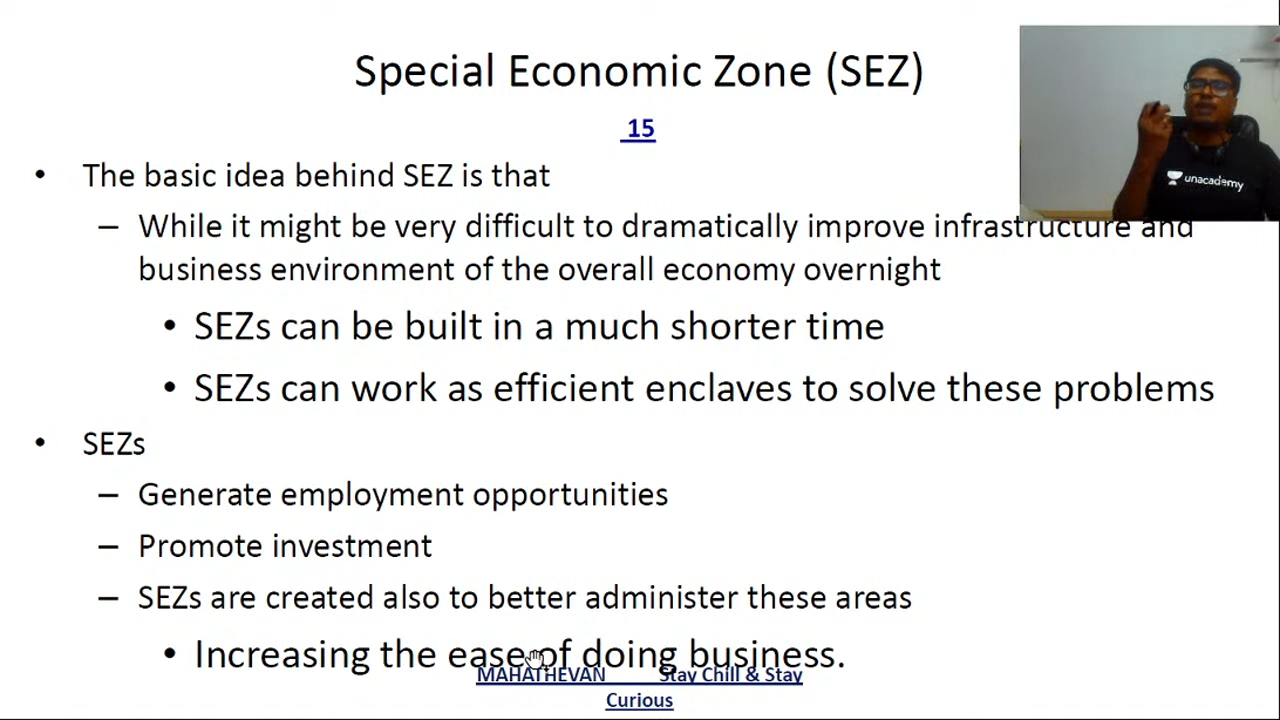 Special Economic Zone (SEZ)
15
• The basic idea behind SEZ is that
– While it might be very difficult to dramatically improve infrastructure and
business environment of the overall economy overnight
• SEZs can be built in a much shorter time
• SEZs can work as efficient enclaves to solve these problems
• SEZs
– Generate employment opportunities
– Promote investment
– SEZs are created also to better administer these areas
• Increasing the ease of doing business.
MAHATHEVAN Stay Chill & Stay
Curious
unacademy